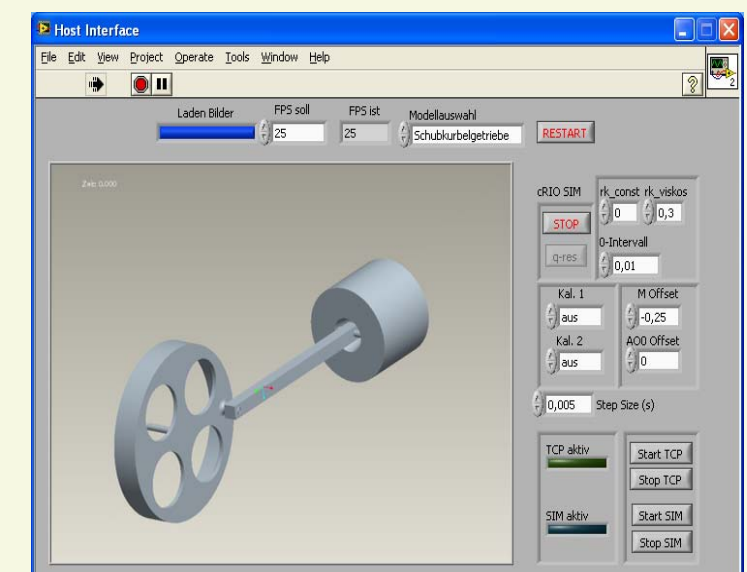 Host Interface
File Edit View Project Operate Tools Window Help
2
Laden Bilder FPS soll FPS ist Modellauswahl
25 25 Schubkurbelgetriebe RESTART
Zeit: 0.000
cRIO SIM rk_const rk_viskos
STOP 0 0,3
0-Intervall
q-res 0,01
Kal. 1 M Offset
aus -0,25
Kal. 2 AO0 Offset
aus 0
0,005 Step Size (s)
TCP aktiv Start TCP
Stop TCP
SIM aktiv Start SIM
Stop SIM